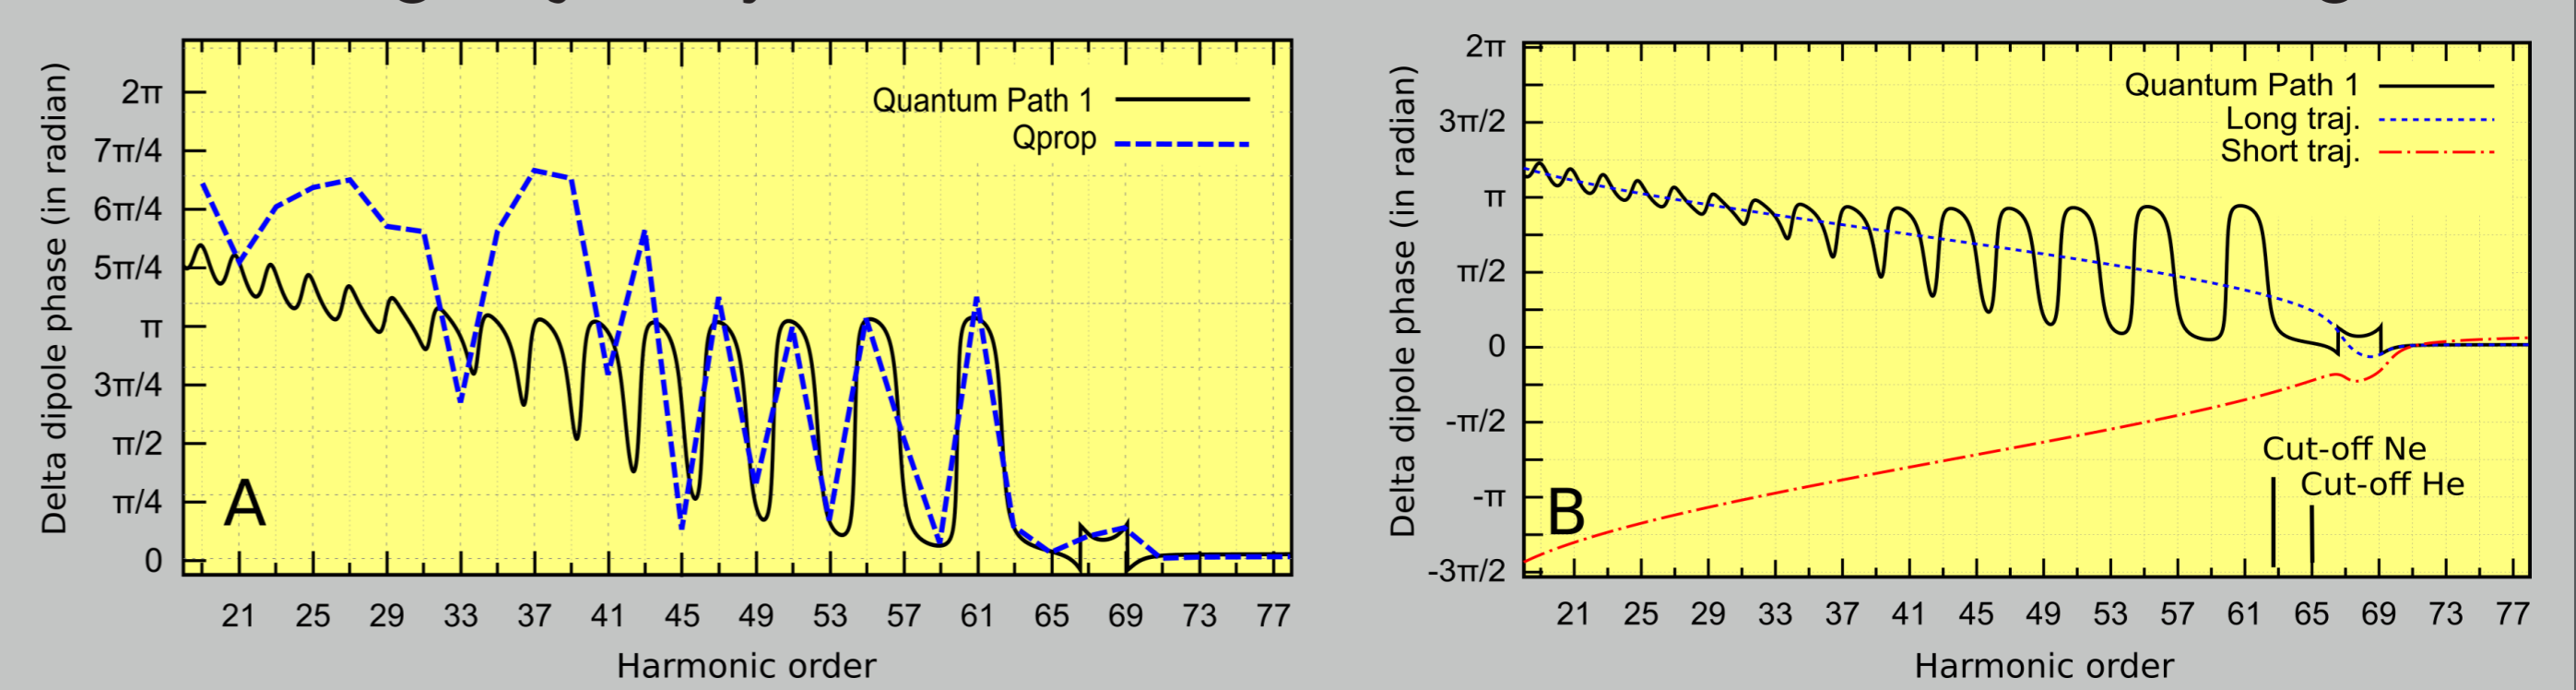 Delta dipole phase (in radian)
2π
7π/4
6π/4
5π/4
π
3π/4
π/2
π/4
0
Quantum Path 1
Qprop
A
21 25 29 33 37 41 45 49 53 57 61 65 69 73 77
Harmonic order
Delta dipole phase (in radian)
2π
3π/2
π
π/2
0
-π/2
-π
-3π/2
Quantum Path 1
Long traj.
Short traj.
Cut-off Ne
Cut-off He
B
21 25 29 33 37 41 45 49 53 57 61 65 69 73 77
Harmonic order